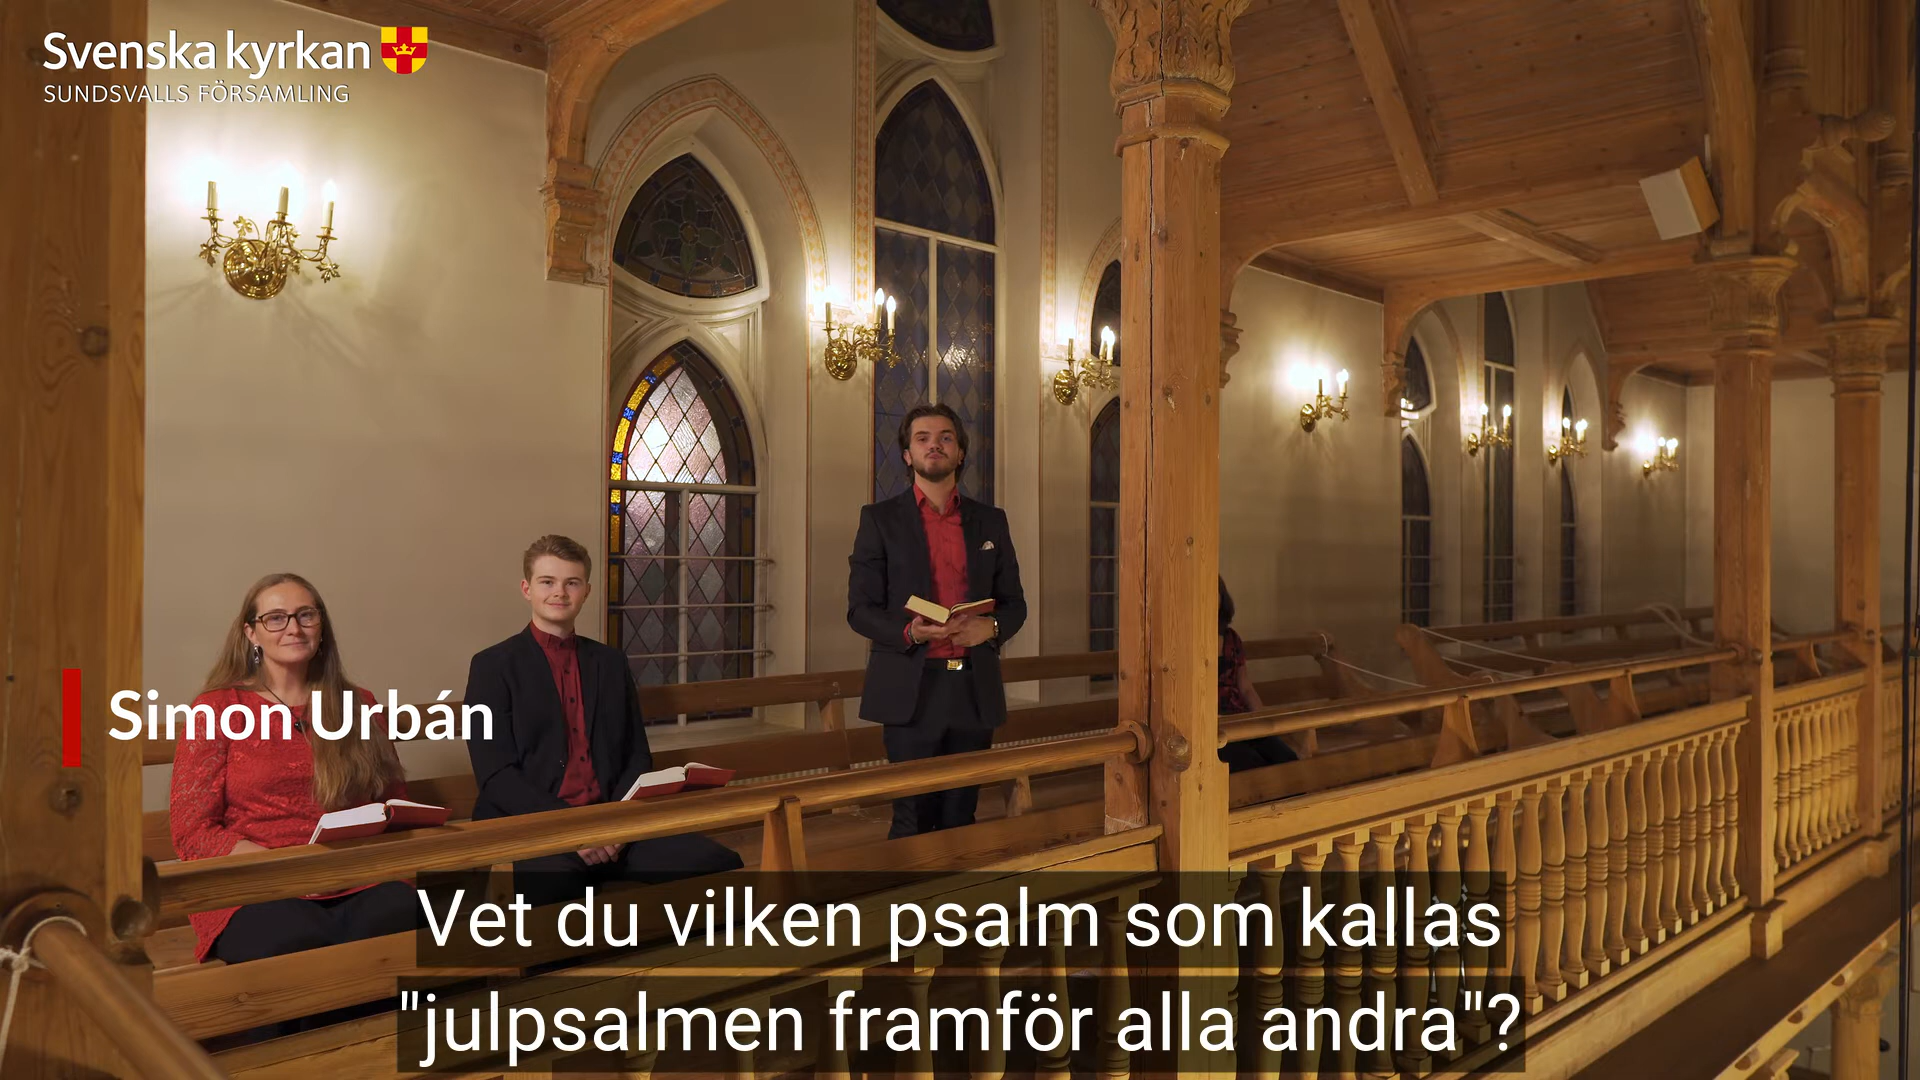 Svenska kyrkan
SUNDSVALLS FÖRSAMLING
Simon Urbán
Vet du vilken psalm som kallas
"julpsalmen framför alla andra"?